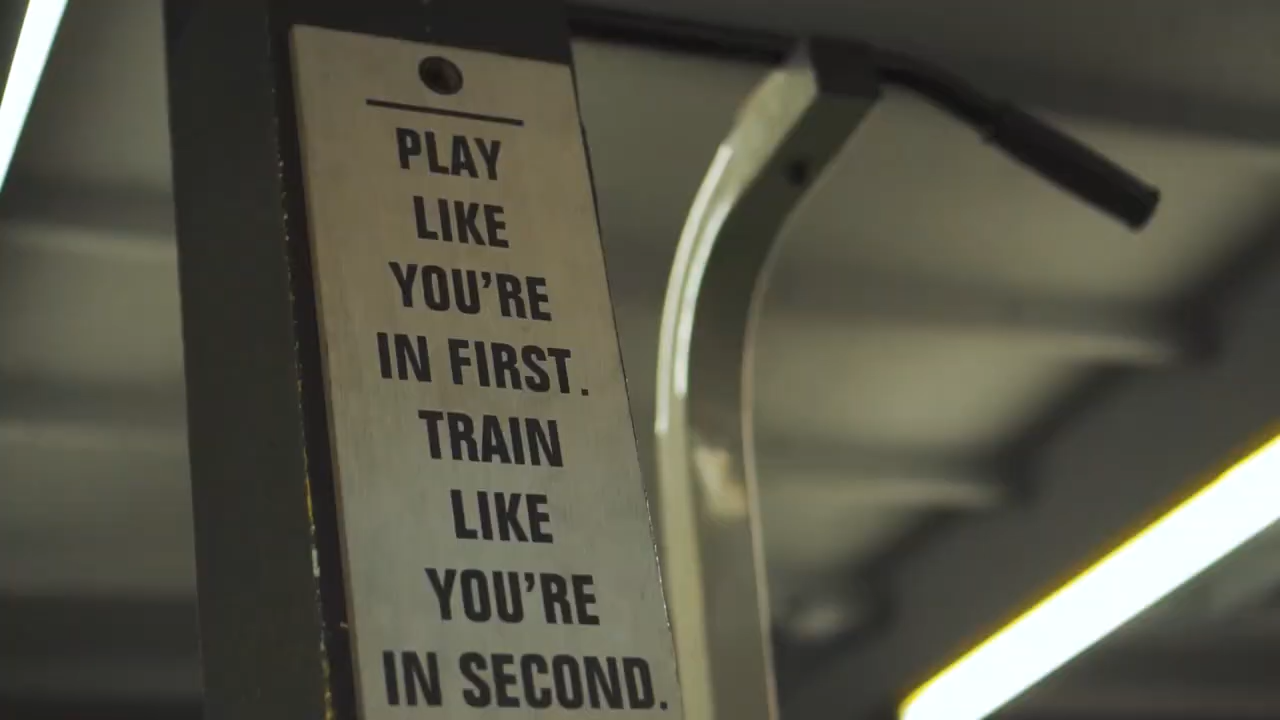 PLAY
LIKE
YOU'RE
IN FIRST.
TRAIN
LIKE
YOU'RE
IN SECOND.